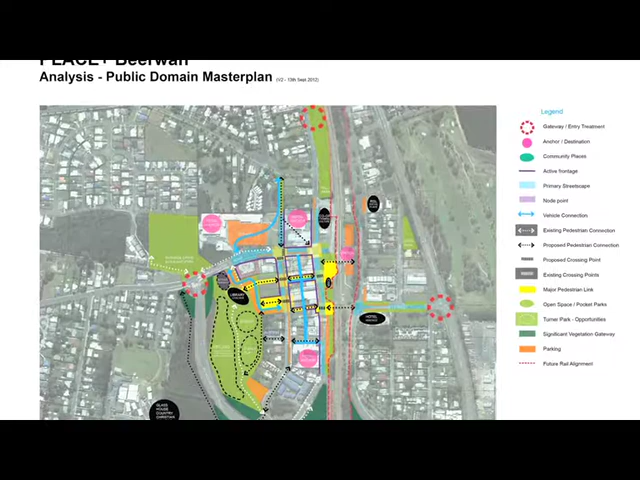 PLACE+ Beerwah
Analysis - Public Domain Masterplan (V2 - 13th Sept 2012)
Legend
Gateway / Entry Treatment
Anchor / Destination
Community Places
Active frontage
Primary Streetscape
Node point
Vehicle Connection
Existing Pedestrian Connection
Proposed Pedestrian Connection
Proposed Crossing Point
Existing Crossing Points
Major Pedestrian Link
Open Space / Pocket Parks
Turner Park - Opportunities
Significant Vegetation Gateway
Parking
Future Rail Alignment
LIBRARY
HOTEL
GLASS
HOUSE
COUNTRY
CHRISTIAN